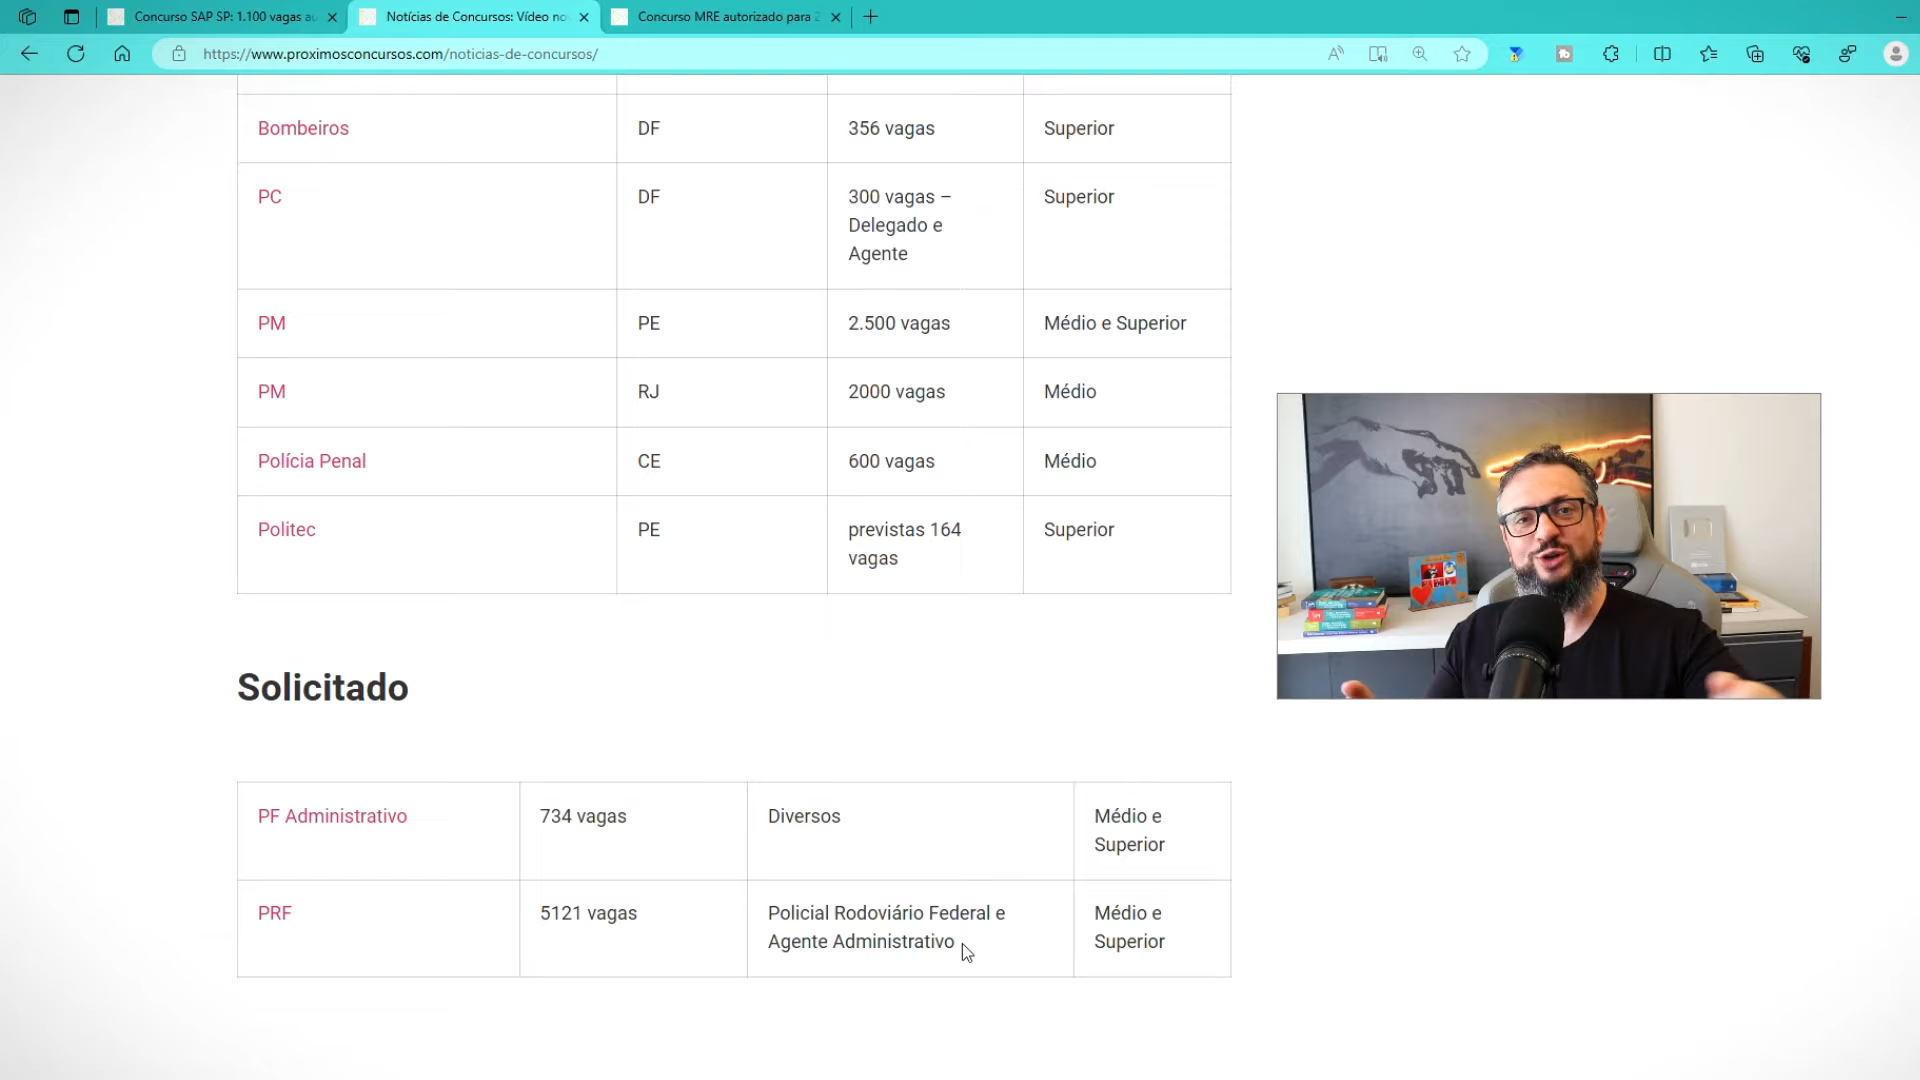 Concurso SAP SP: 1.100 vagas au
Notícias de Concursos: Vídeo no
Concurso MRE autorizado para 2
https://www.proximosconcursos.com/noticias-de-concursos/
Bombeiros
DF
356 vagas
Superior
PC
DF
300 vagas –
Delegado e
Agente
Superior
PM
PE
2.500 vagas
Médio e Superior
PM
RJ
2000 vagas
Médio
Polícia Penal
CE
600 vagas
Médio
Politec
PE
previstas 164
vagas
Superior
Solicitado
PF Administrativo
734 vagas
Diversos
Médio e
Superior
PRF
5121 vagas
Policial Rodoviário Federal e
Agente Administrativo
Médio e
Superior